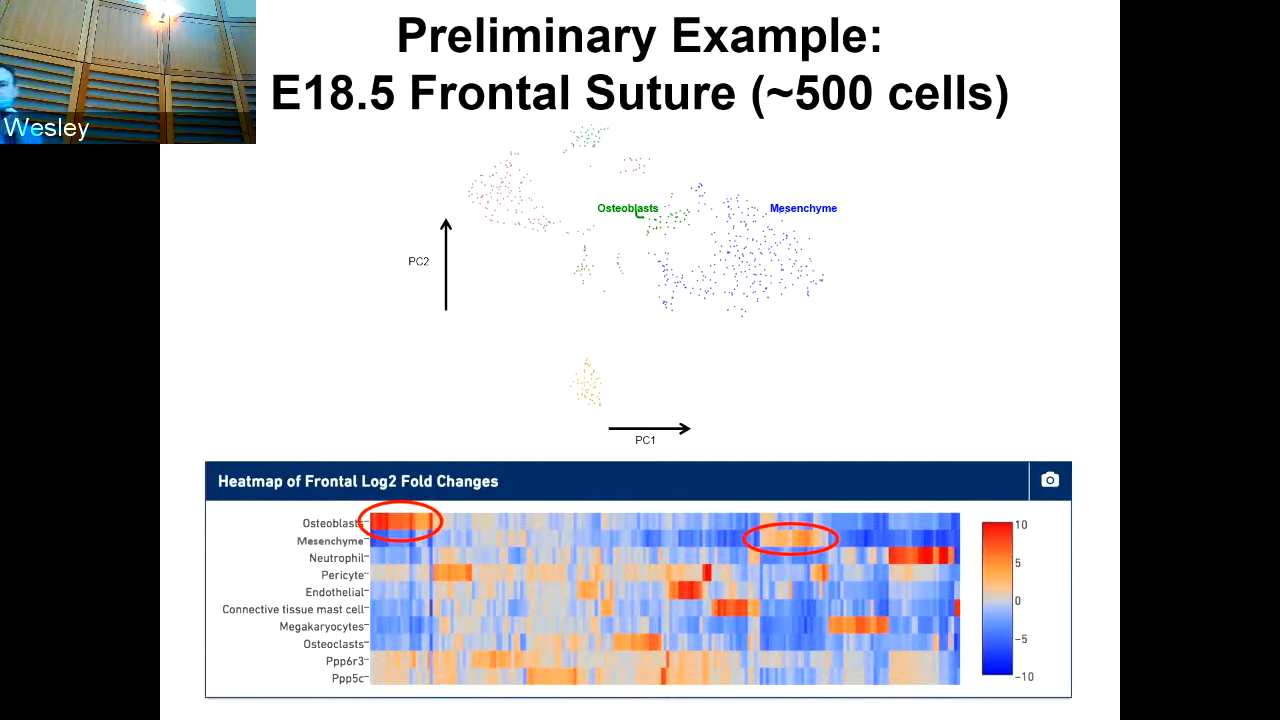 Preliminary Example:
E18.5 Frontal Suture (~500 cells)
Wesley
Osteoblasts
Mesenchyme
PC2
PC1
Heatmap of Frontal Log2 Fold Changes
Osteoblasts
Mesenchyme
Neutrophil
Pericyte
Endothelial
Connective tissue mast cell
Megakaryocytes
Osteoclasts
Ppp6r3
Ppp5c
10
5
0
−5
−10